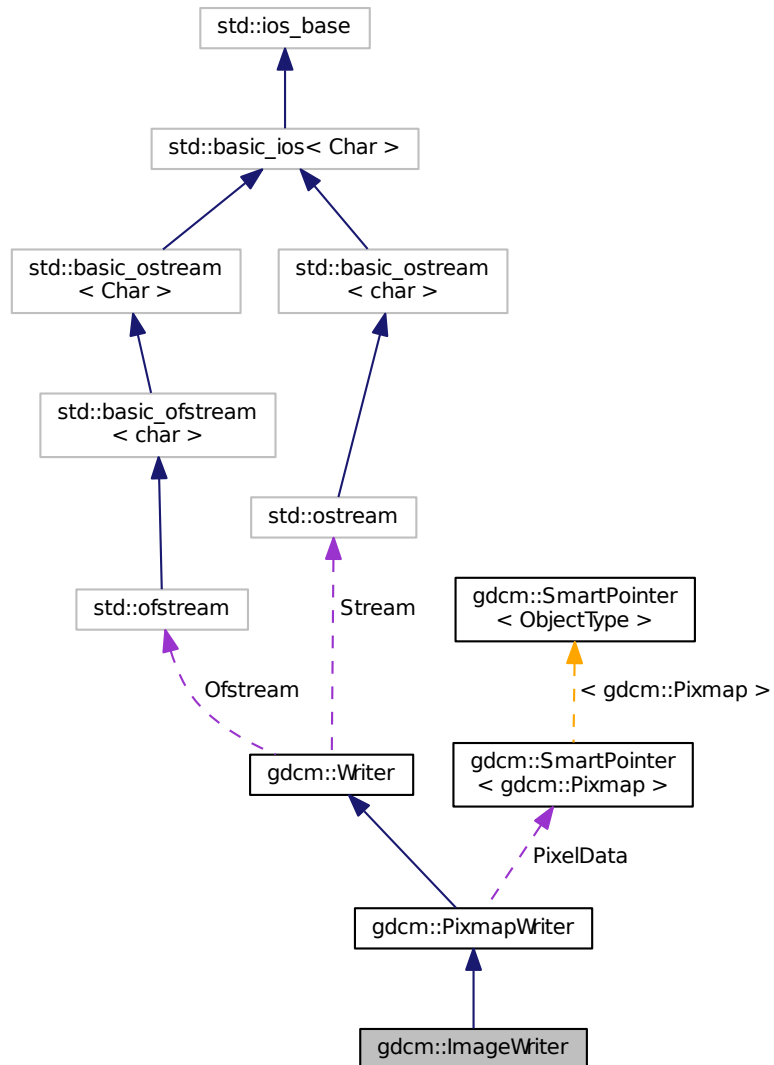 std::ios_base
std::basic_ios< Char >
std::basic_ostream
< Char >
std::basic_ostream
< char >
std::basic_ofstream
< char >
std::ostream
std::ofstream
Stream
gdcm::SmartPointer
< ObjectType >
Ofstream
< gdcm::Pixmap >
gdcm::Writer
gdcm::SmartPointer
< gdcm::Pixmap >
PixelData
gdcm::PixmapWriter
gdcm::ImageWriter